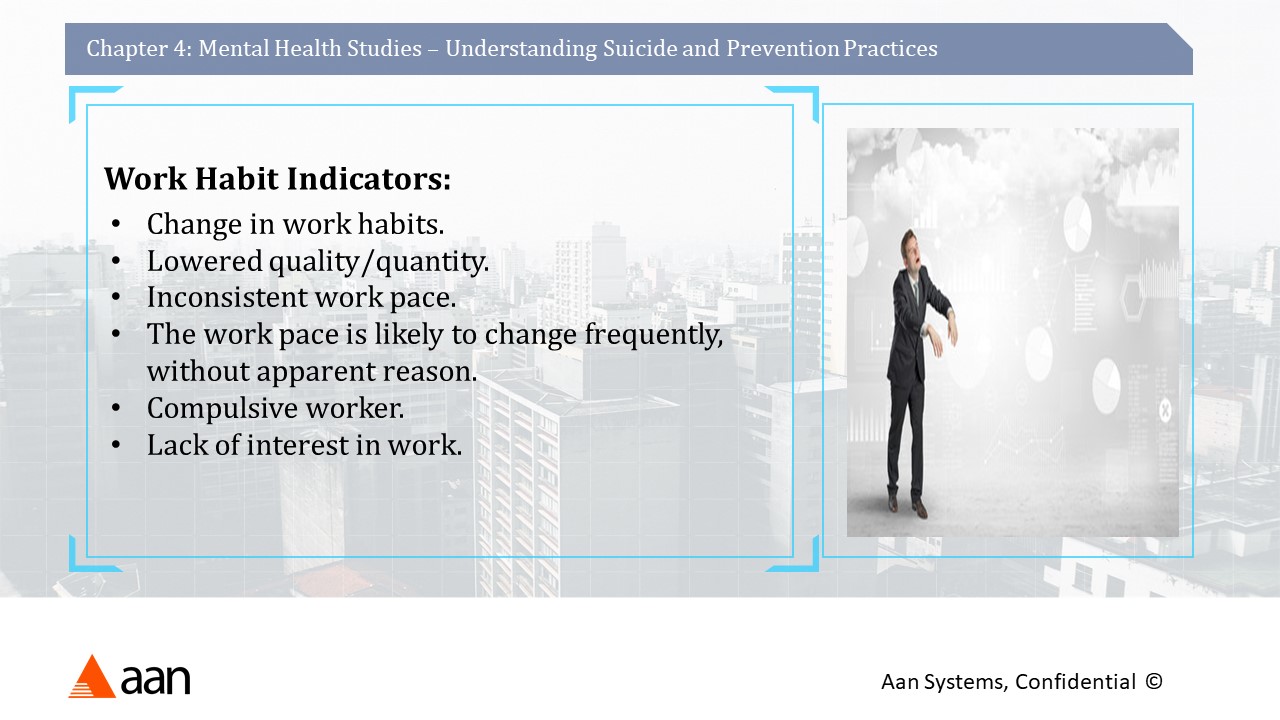 Chapter 4: Mental Health Studies – Understanding Suicide and Prevention Practices
Work Habit Indicators:
• Change in work habits.
• Lowered quality/quantity.
• Inconsistent work pace.
• The work pace is likely to change frequently,
without apparent reason.
• Compulsive worker.
• Lack of interest in work.
aan
Aan Systems, Confidential ©